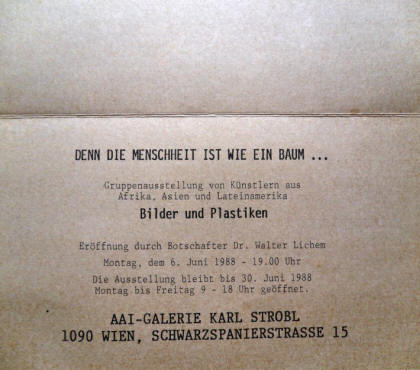 DENN DIE MENSCHHEIT IST WIE EIN BAUM ...
Gruppenausstellung von Künstlern aus
Afrika, Asien und Lateinamerika
Bilder und Plastiken
Eröffnung durch Botschafter Dr. Walter Lichem
Montag, dem 6. Juni 1988 - 19.00 Uhr
Die Ausstellung bleibt bis 30. Juni 1988
Montag bis Freitag 9 - 18 Uhr geöffnet.
AAI-GALERIE KARL STROBL
1090 WIEN, SCHWARZSPANIERSTRASSE 15